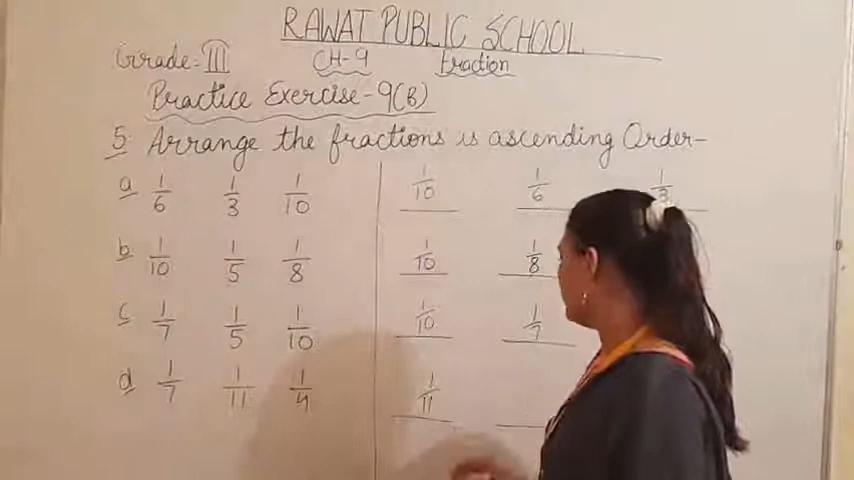 RAWAT PUBLIC SCHOOL
Grade- III CH-9 Fraction
Practice Exercise-9(B)
5 Arrange the fractions is ascending Order-
a 1/6 1/3 1/10 1/10 1/6 1/3
b 1/10 1/5 1/8 1/10 1/8
c 1/7 1/5 1/10 1/10 1/7
d 1/7 1/11 1/4 1/11